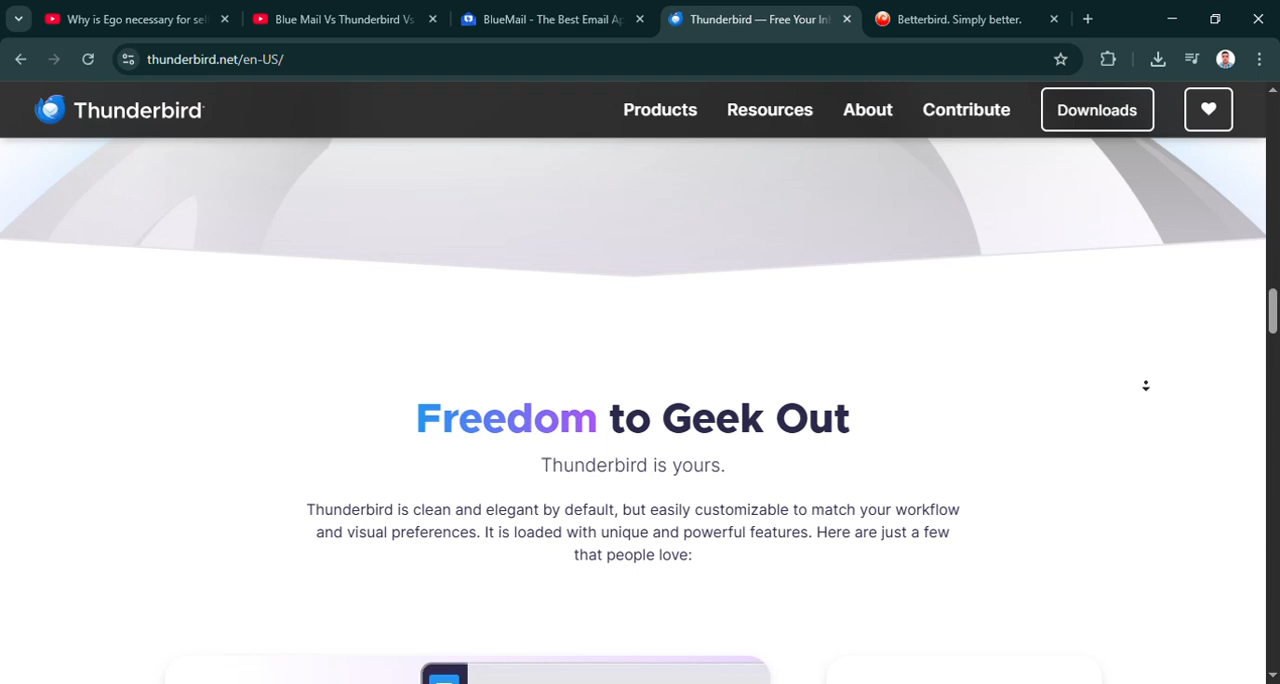 Why is Ego necessary for sel
Blue Mail Vs Thunderbird Vs
BlueMail - The Best Email Ap
Thunderbird — Free Your Inb
Betterbird. Simply better.
thunderbird.net/en-US/
Thunderbird
Products
Resources
About
Contribute
Downloads
Freedom to Geek Out
Thunderbird is yours.
Thunderbird is clean and elegant by default, but easily customizable to match your workflow
and visual preferences. It is loaded with unique and powerful features. Here are just a few
that people love: